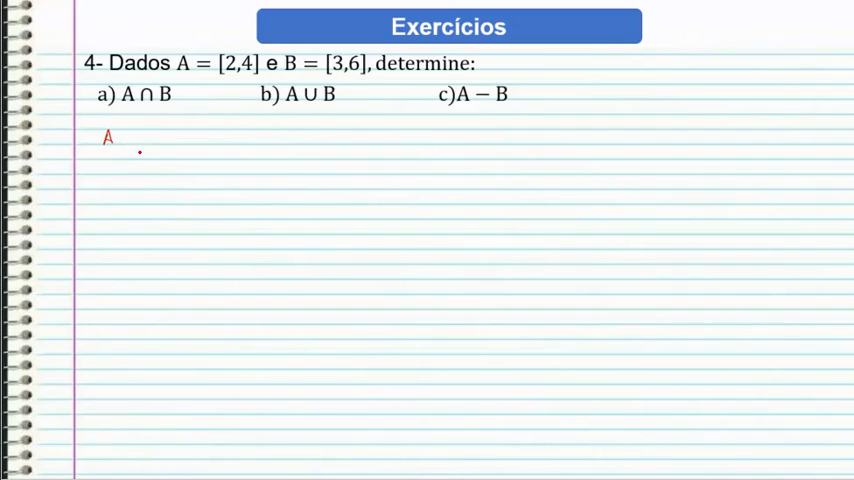 Exercícios
4- Dados A = [2,4] e B = [3,6], determine:
a) A ∩ B b) A ∪ B c)A − B
A